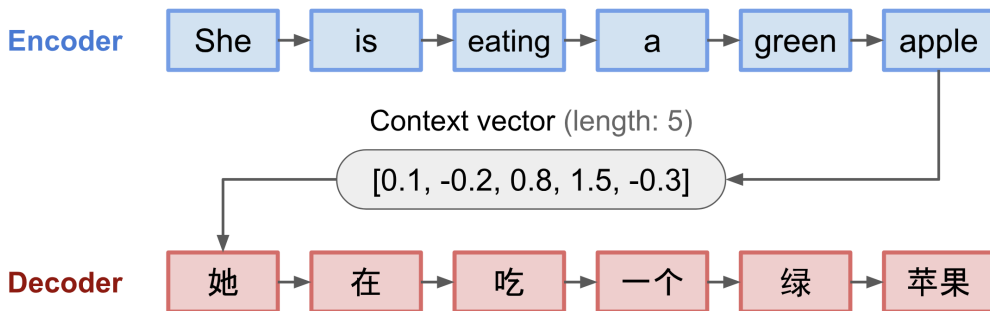 Encoder She is eating a green apple
Context vector (length: 5)
[0.1, -0.2, 0.8, 1.5, -0.3]
Decoder 她 在 吃 一个 绿 苹果